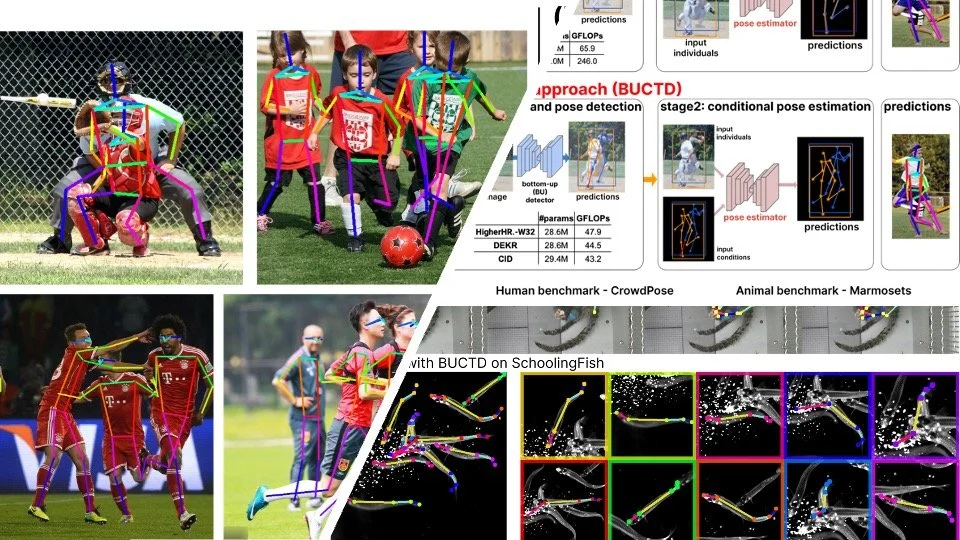 predictions
GFLOPs
65.9
246.0
input
individuals
pose estimator
predictions
approach (BUCTD)
and pose detection
stage2: conditional pose estimation
predictions
bottom-up
(BU)
detector
predictions
input
individuals
pose estimator
predictions
input
conditions
#params GFLOPs
HigherHR.-W32 28.6M 47.9
DEKR 28.6M 44.5
CID 29.4M 43.2
Human benchmark - CrowdPose
Animal benchmark - Marmosets
with BUCTD on SchoolingFish
T
T